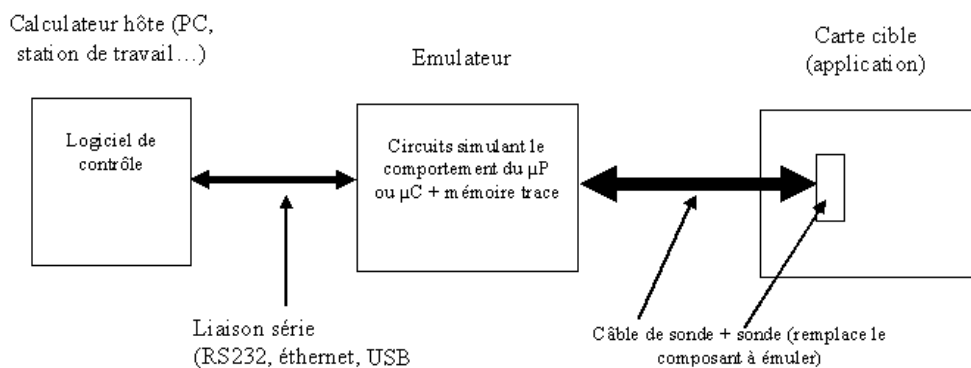 Calculateur hôte (PC,
station de travail…)
Emulateur
Carte cible
(application)
Logiciel de
contrôle
Circuits simulant le
comportement du µP
ou µC + mémoire trace
Liaison série
(RS232, éthernet, USB
Câble de sonde + sonde (remplace le
composant à émuler)